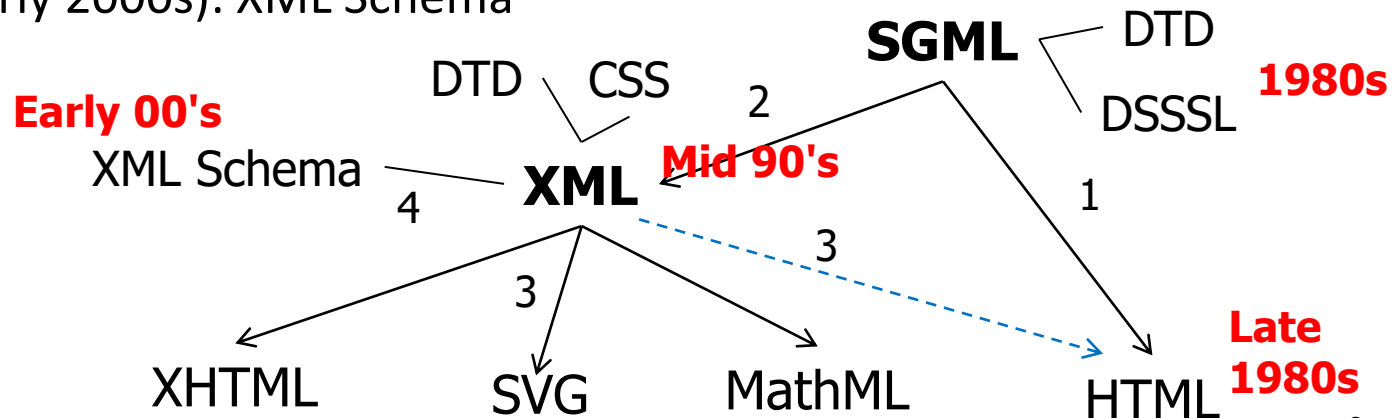 rly 2000s): XML Schema
SGML
DTD
DSSSL
1980s
DTD
CSS
2
Early 00's
XML Schema
4
XML
Mid 90's
1
3
3
XHTML
SVG
MathML
HTML
Late
1980s